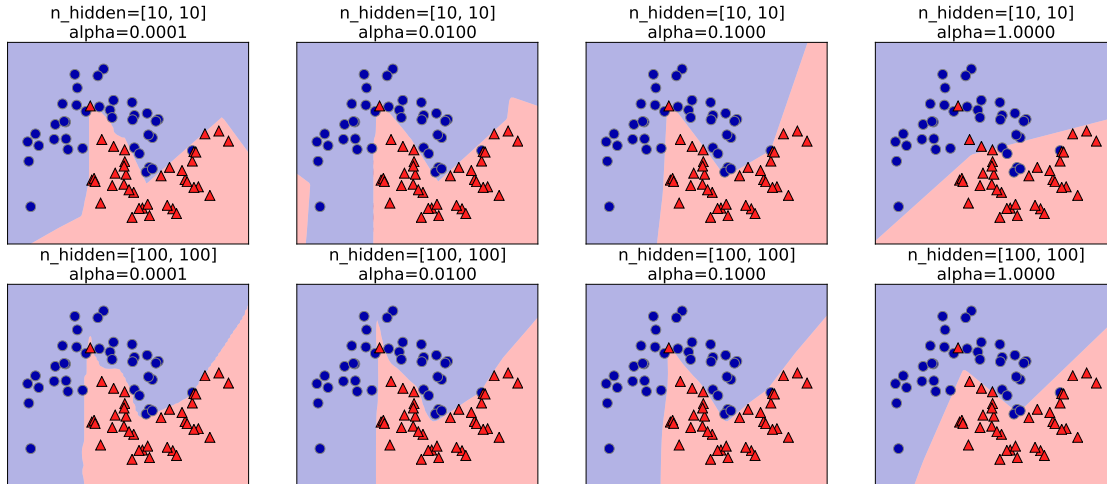 n_hidden=[10, 10]
alpha=0.0001
n_hidden=[10, 10]
alpha=0.0100
n_hidden=[10, 10]
alpha=0.1000
n_hidden=[10, 10]
alpha=1.0000
n_hidden=[100, 100]
alpha=0.0001
n_hidden=[100, 100]
alpha=0.0100
n_hidden=[100, 100]
alpha=0.1000
n_hidden=[100, 100]
alpha=1.0000